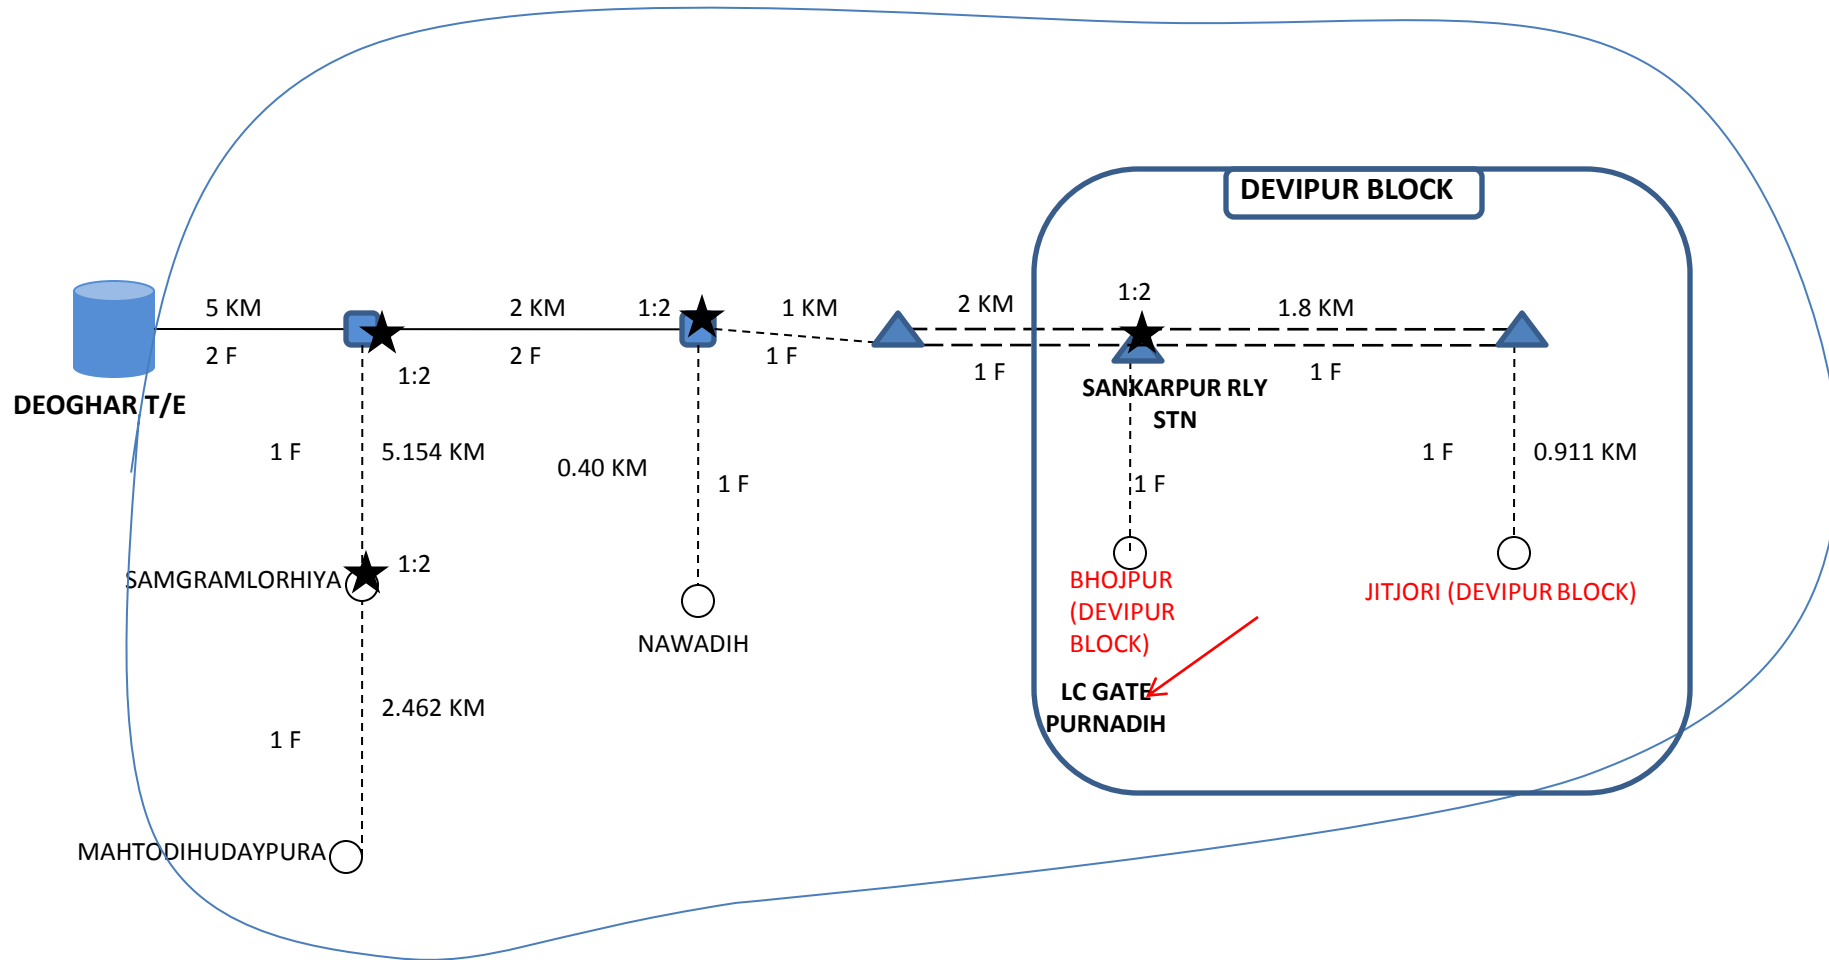 DEVIPUR BLOCK
5 KM
2 KM
1:2
1 KM
2 KM
1:2
1.8 KM
2 F
2 F
1 F
1 F
1 F
1:2
DEOGHAR T/E
SANKARPUR RLY
STN
1 F
5.154 KM
0.40 KM
1 F
1 F
1 F
0.911 KM
SAMGRAMLORHIYA
1:2
BHOJPUR
(DEVIPUR
BLOCK)
JITJORI (DEVIPUR BLOCK)
NAWADIH
LC GATE
PURNADIH
2.462 KM
1 F
MAHTODIHUDAYPURA